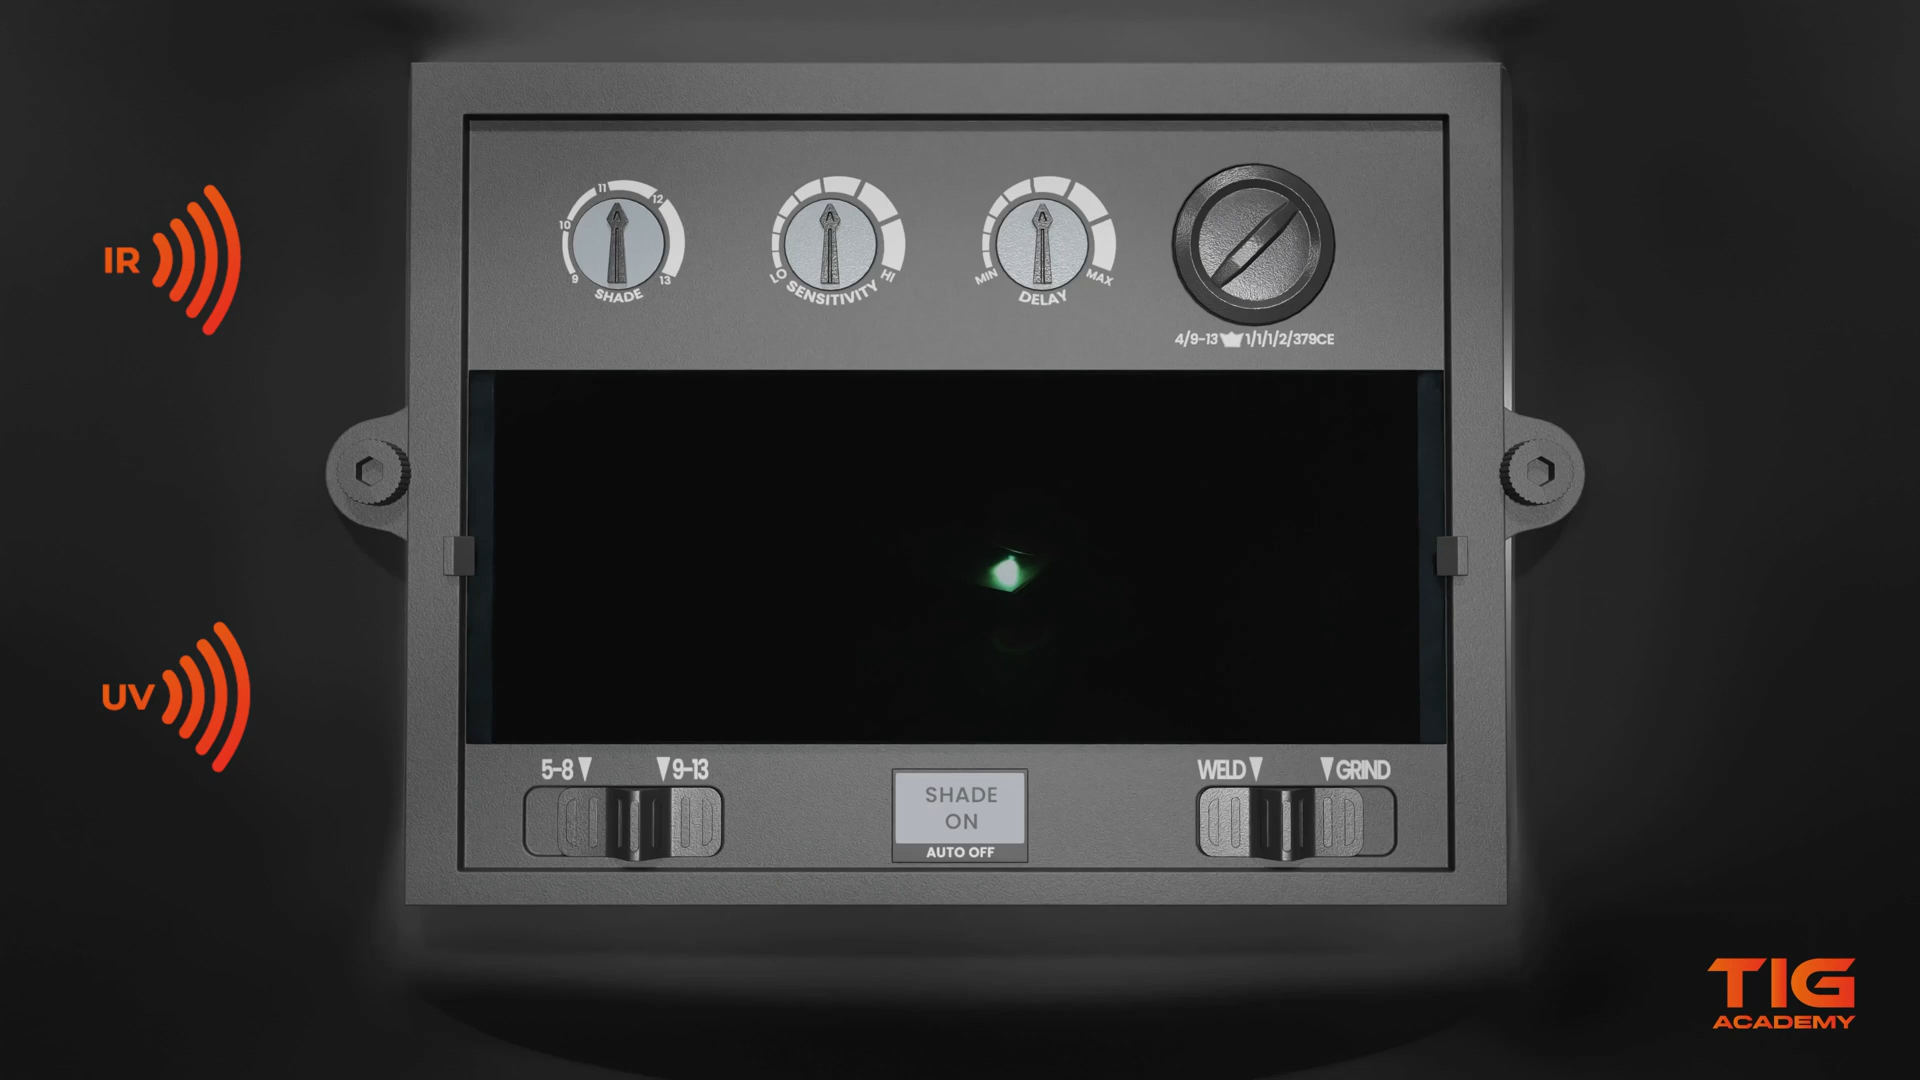 IR
UV
9
10
11
12
13
SHADE
LO
HI
SENSITIVITY
MIN
MAX
DELAY
4/9-13 1/1/1/2/379CE
5-8
9-13
SHADE
ON
AUTO OFF
WELD
GRIND
TIG
ACADEMY